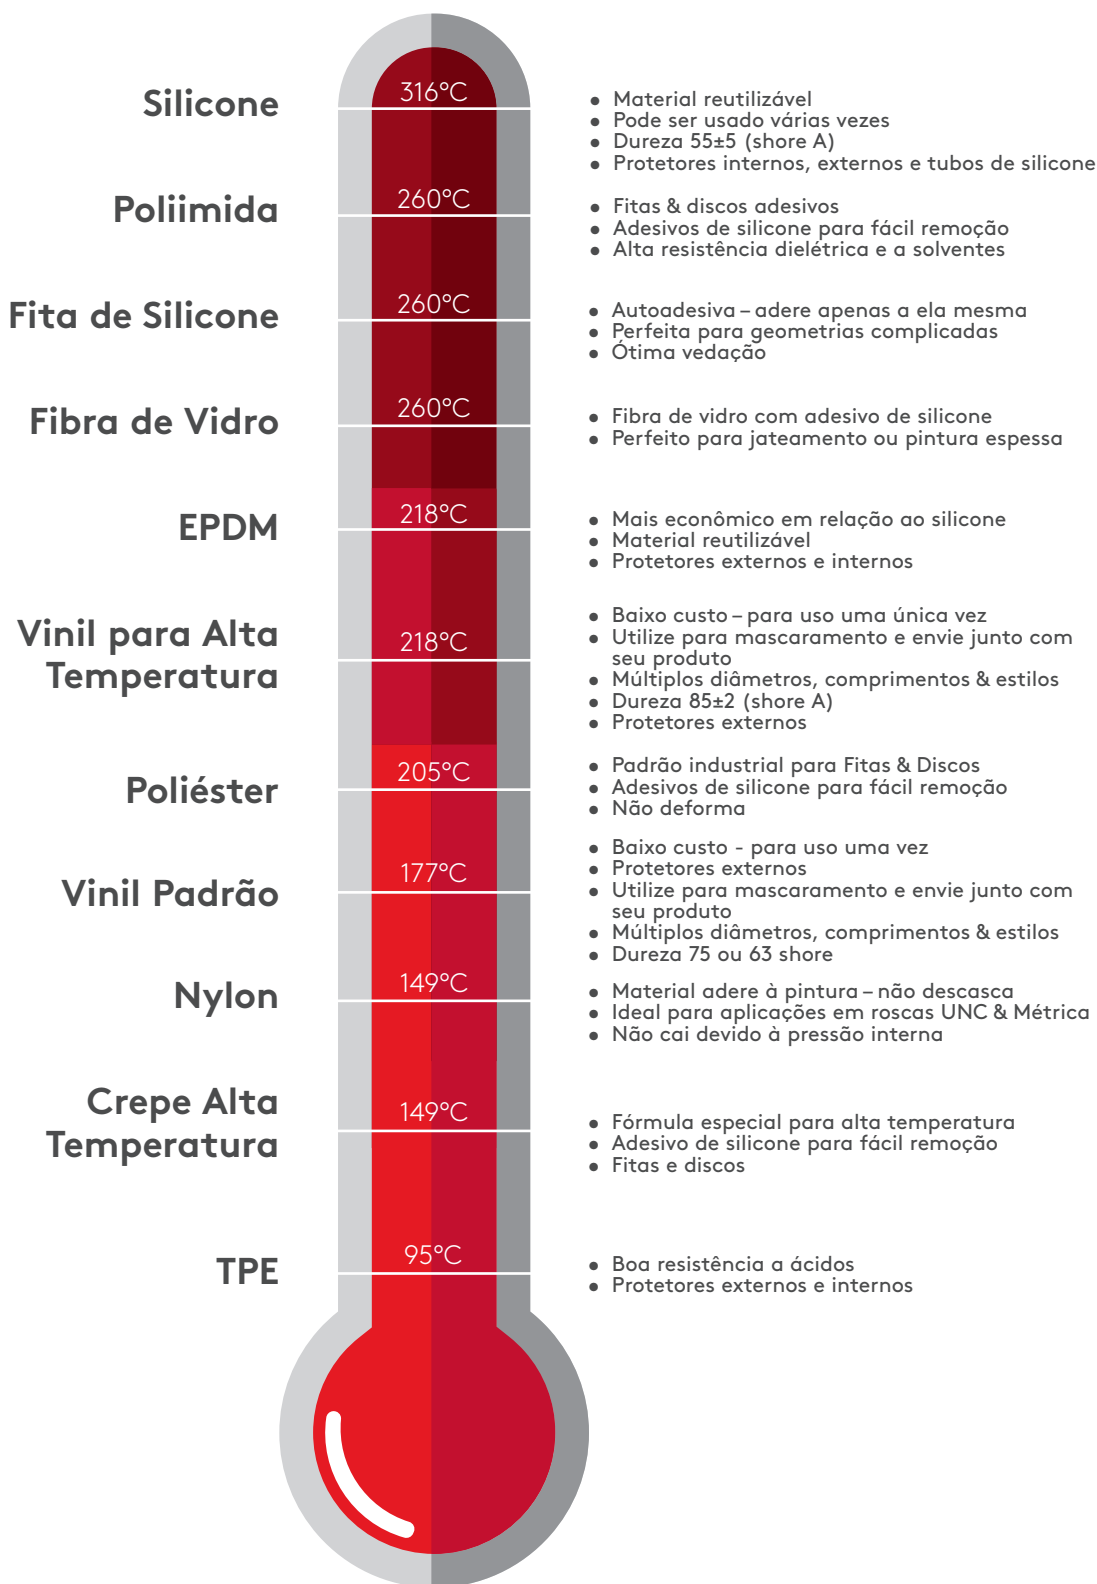 Silicone
316°C
• Material reutilizável
• Pode ser usado várias vezes
• Dureza 55±5 (shore A)
• Protetores internos, externos e tubos de silicone
Poliimida
260°C
• Fitas & discos adesivos
• Adesivos de silicone para fácil remoção
• Alta resistência dielétrica e a solventes
Fita de Silicone
260°C
• Autoadesiva – adere apenas a ela mesma
• Perfeita para geometrias complicadas
• Ótima vedação
Fibra de Vidro
260°C
• Fibra de vidro com adesivo de silicone
• Perfeito para jateamento ou pintura espessa
EPDM
218°C
• Mais econômico em relação ao silicone
• Material reutilizável
• Protetores externos e internos
Vinil para Alta
Temperatura
218°C
• Baixo custo – para uso uma única vez
• Utilize para mascaramento e envie junto com
seu produto
• Múltiplos diâmetros, comprimentos & estilos
• Dureza 85±2 (shore A)
• Protetores externos
Poliéster
205°C
• Padrão industrial para Fitas & Discos
• Adesivos de silicone para fácil remoção
• Não deforma
Vinil Padrão
177°C
• Baixo custo - para uso uma vez
• Protetores externos
• Utilize para mascaramento e envie junto com
seu produto
• Múltiplos diâmetros, comprimentos & estilos
• Dureza 75 ou 63 shore
Nylon
149°C
• Material adere à pintura – não descasca
• Ideal para aplicações em roscas UNC & Métrica
• Não cai devido à pressão interna
Crepe Alta
Temperatura
149°C
• Fórmula especial para alta temperatura
• Adesivo de silicone para fácil remoção
• Fitas e discos
TPE
95°C
• Boa resistência a ácidos
• Protetores externos e internos